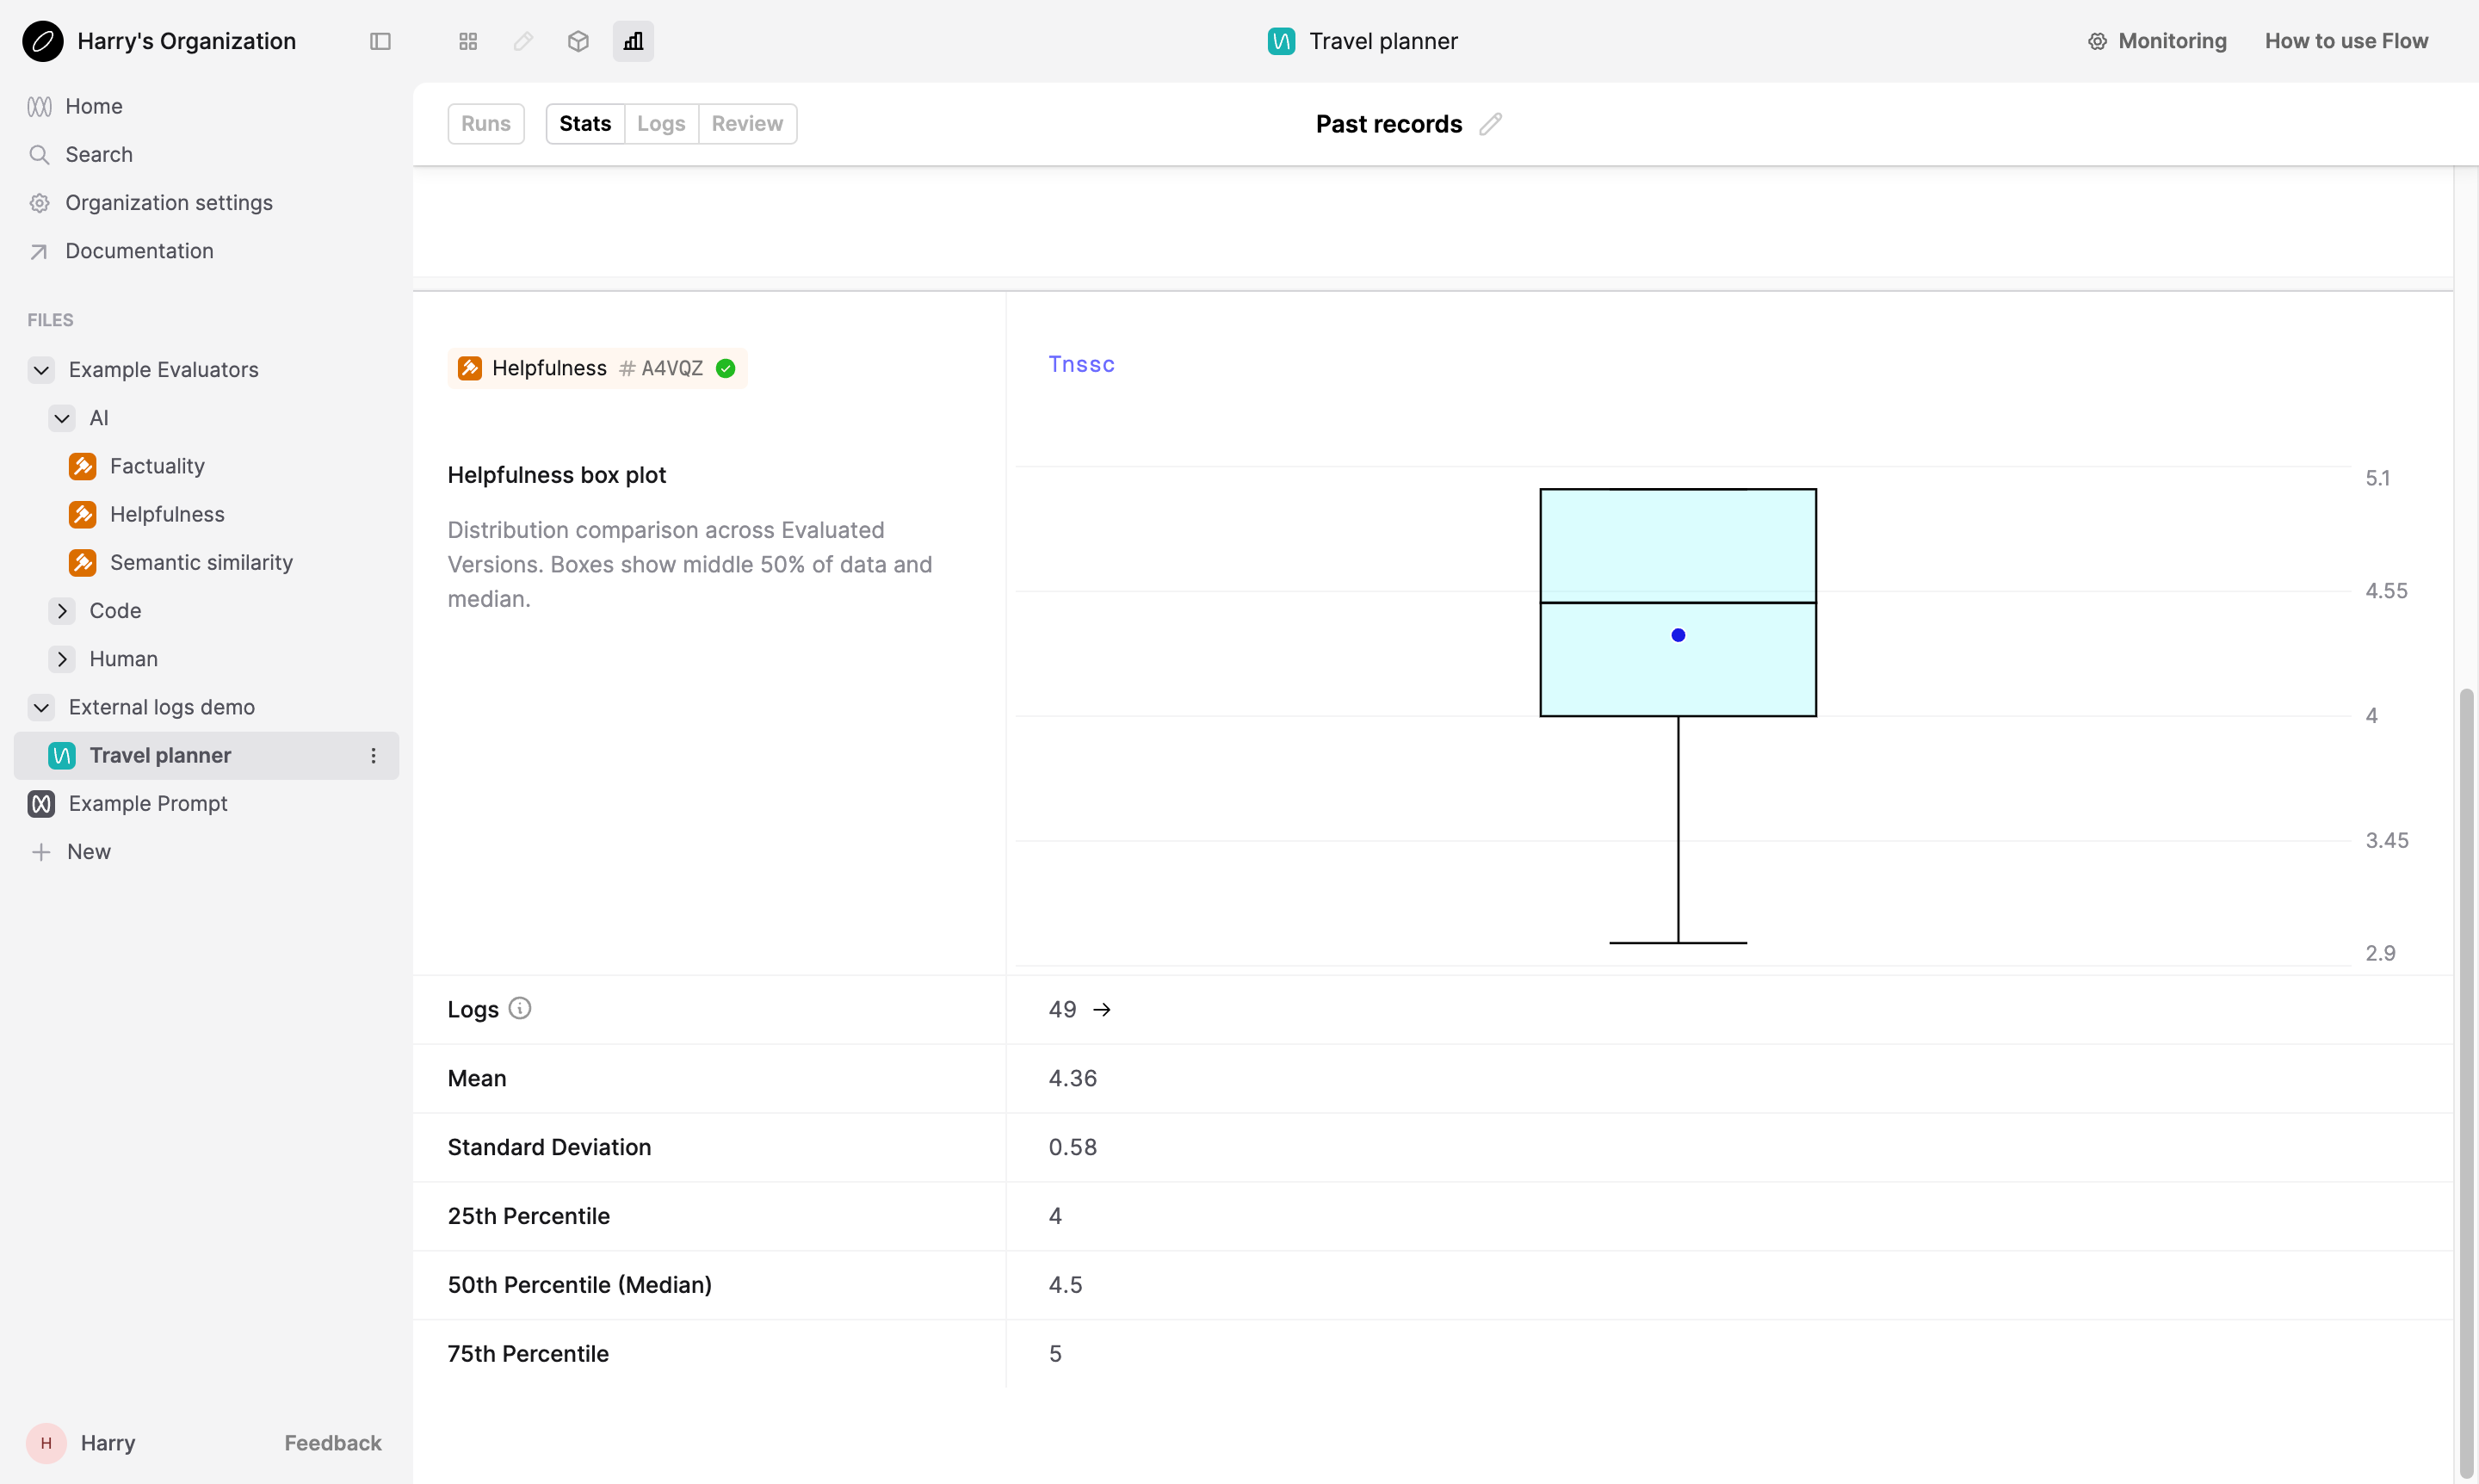 Harry's Organization
Travel planner
Monitoring
How to use Flow
Home
Search
Organization settings
Documentation
FILES
Example Evaluators
AI
Factuality
Helpfulness
Semantic similarity
Code
Human
External logs demo
Travel planner
Example Prompt
New
H Harry
Feedback
Runs
Stats
Logs
Review
Past records
Helpfulness # A4VQZ
Tnssc
Helpfulness box plot
Distribution comparison across Evaluated
Versions. Boxes show middle 50% of data and
median.
5.1
4.55
4
3.45
2.9
Logs
49 →
Mean
4.36
Standard Deviation
0.58
25th Percentile
4
50th Percentile (Median)
4.5
75th Percentile
5